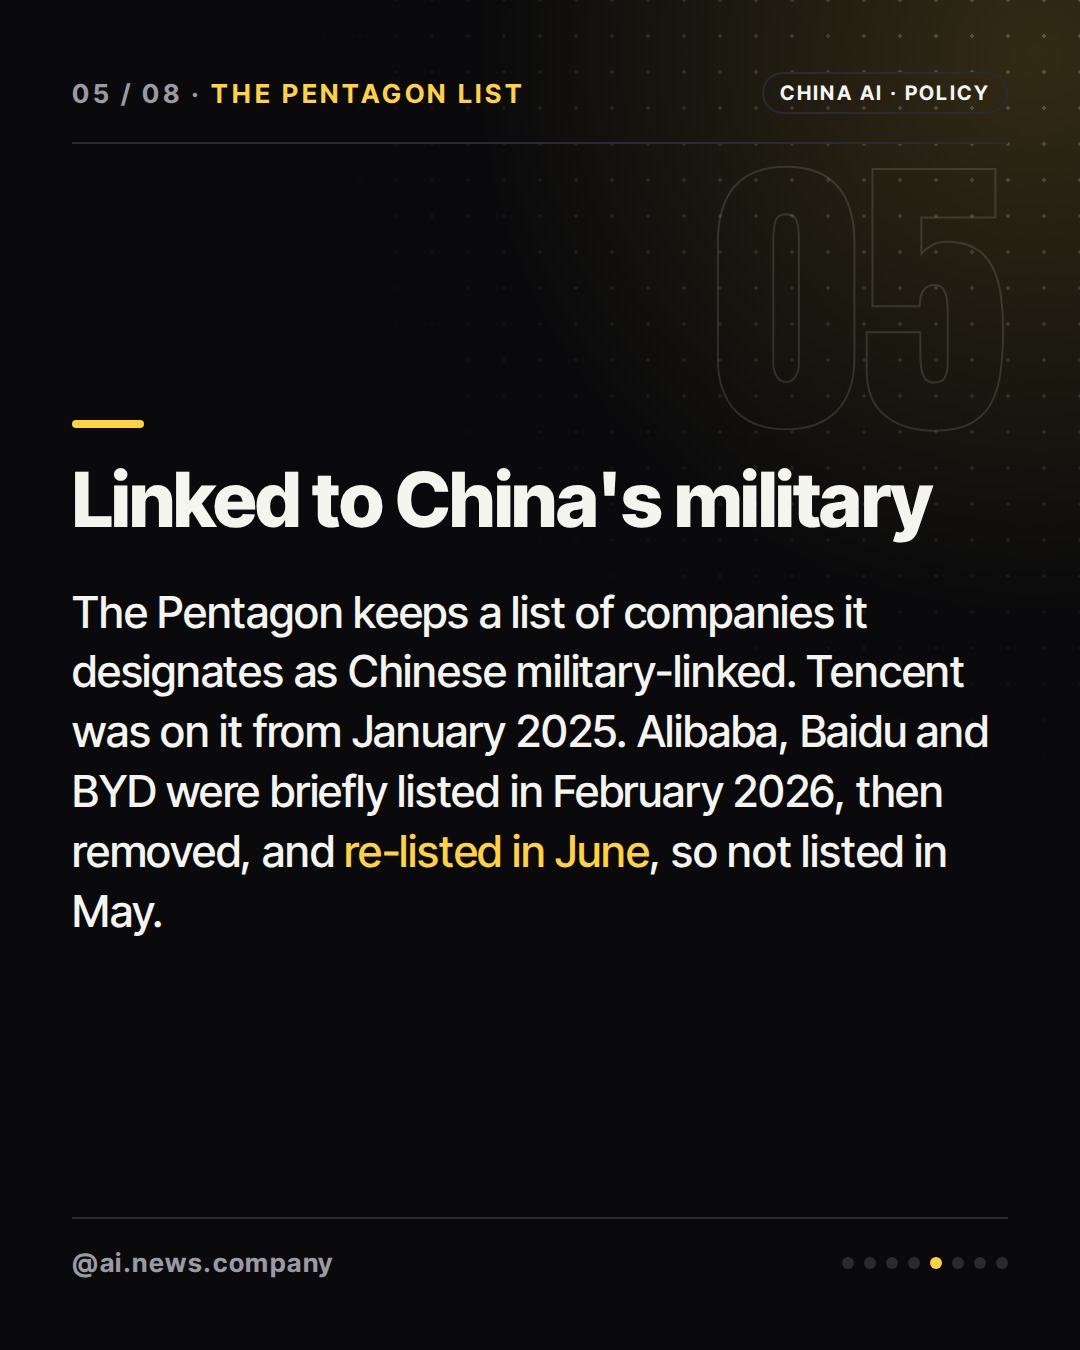 05 / 08 · THE PENTAGON LIST
CHINA AI · POLICY
05
Linked to China's military
The Pentagon keeps a list of companies it
designates as Chinese military-linked. Tencent
was on it from January 2025. Alibaba, Baidu and
BYD were briefly listed in February 2026, then
removed, and re-listed in June, so not listed in
May.
@ai.news.company